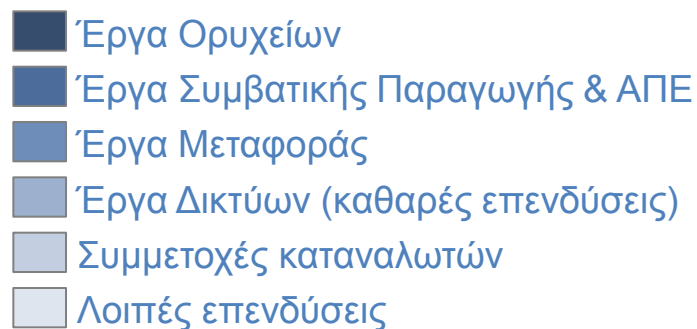 Έργα Ορυχείων
Έργα Συμβατικής Παραγωγής & ΑΠΕ
Έργα Μεταφοράς
Έργα Δικτύων (καθαρές επενδύσεις)
Συμμετοχές καταναλωτών
Λοιπές επενδύσεις